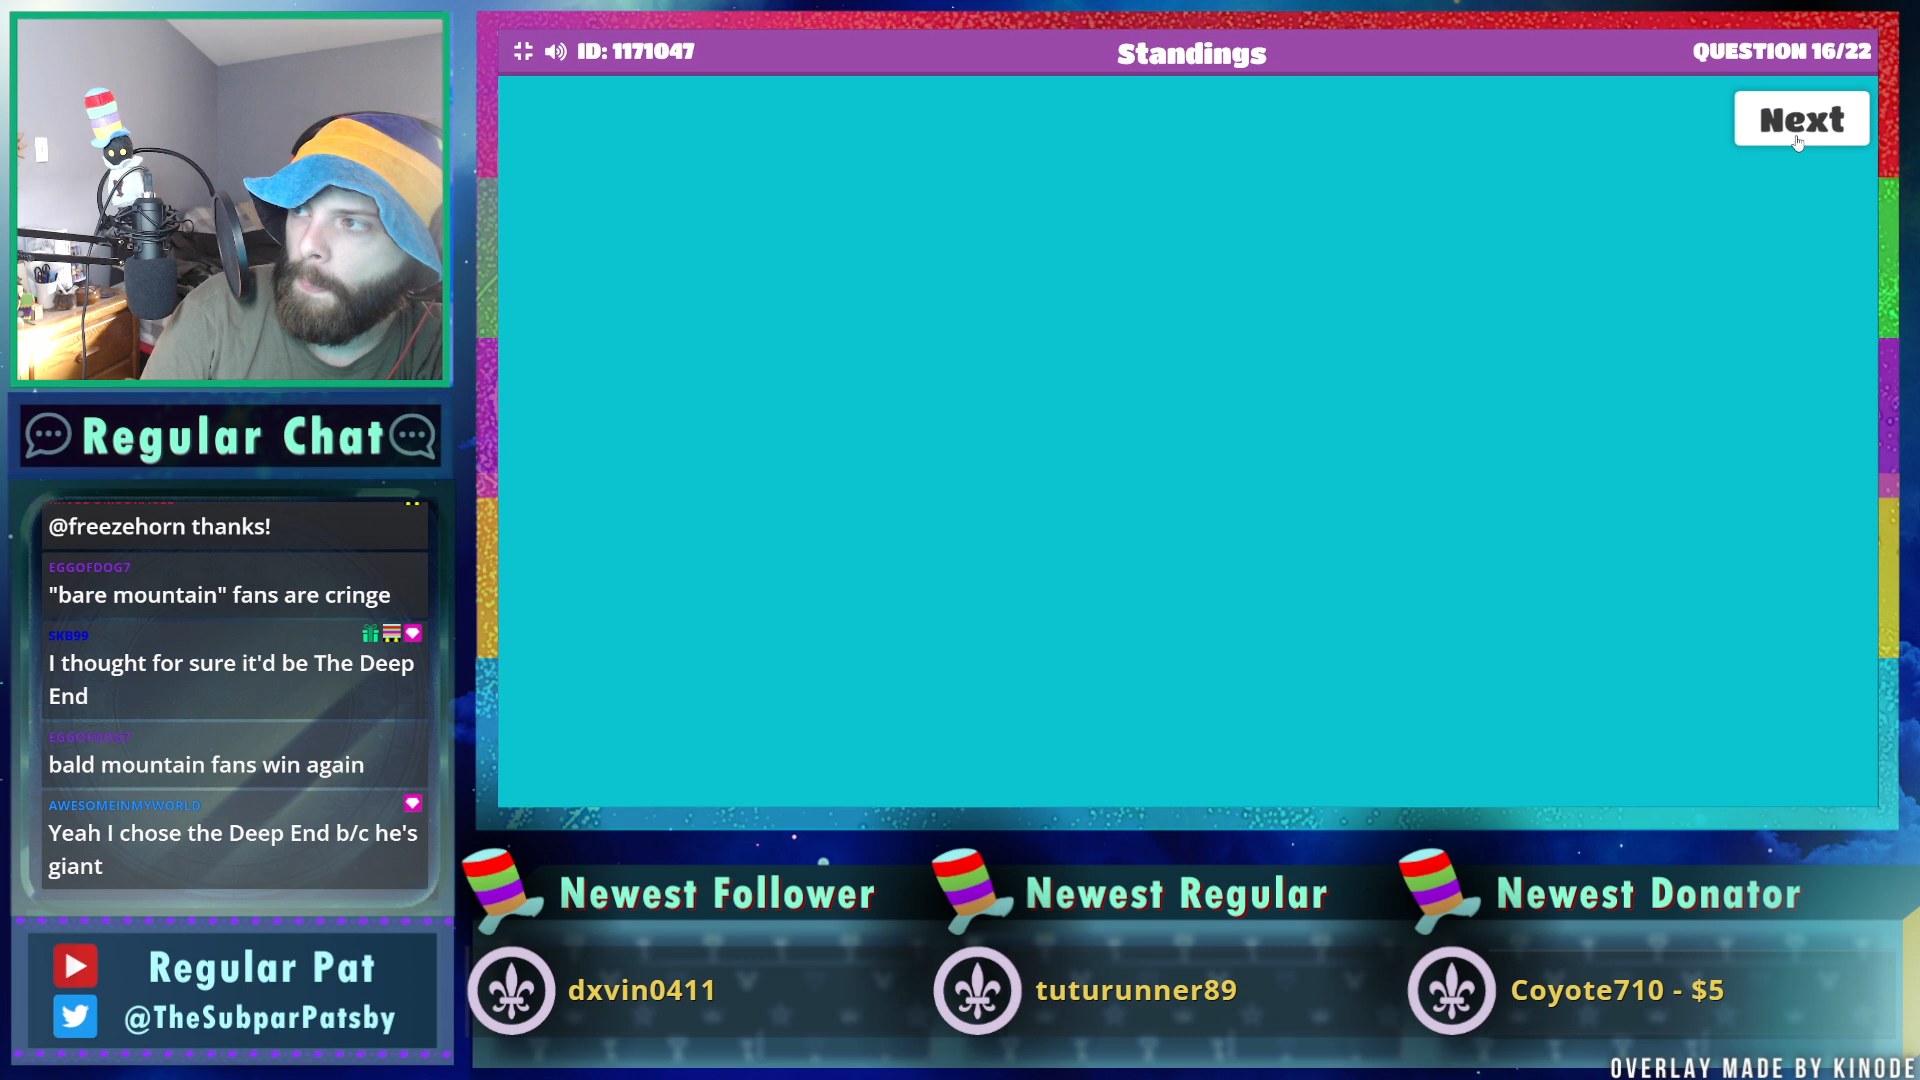 ID: 1171047
Standings
QUESTION 16/22
Next
Regular Chat
@freezehorn thanks!
EGGOFDOG7
"bare mountain" fans are cringe
SKB99
I thought for sure it'd be The Deep
End
EGGOFDOG7
bald mountain fans win again
AWESOMEINMYWORLD
Yeah I chose the Deep End b/c he's
giant
Regular Pat
@TheSubparPatsby
Newest Follower
dxvin0411
Newest Regular
tuturunner89
Newest Donator
Coyote710 - $5
OVERLAY MADE BY KINODE